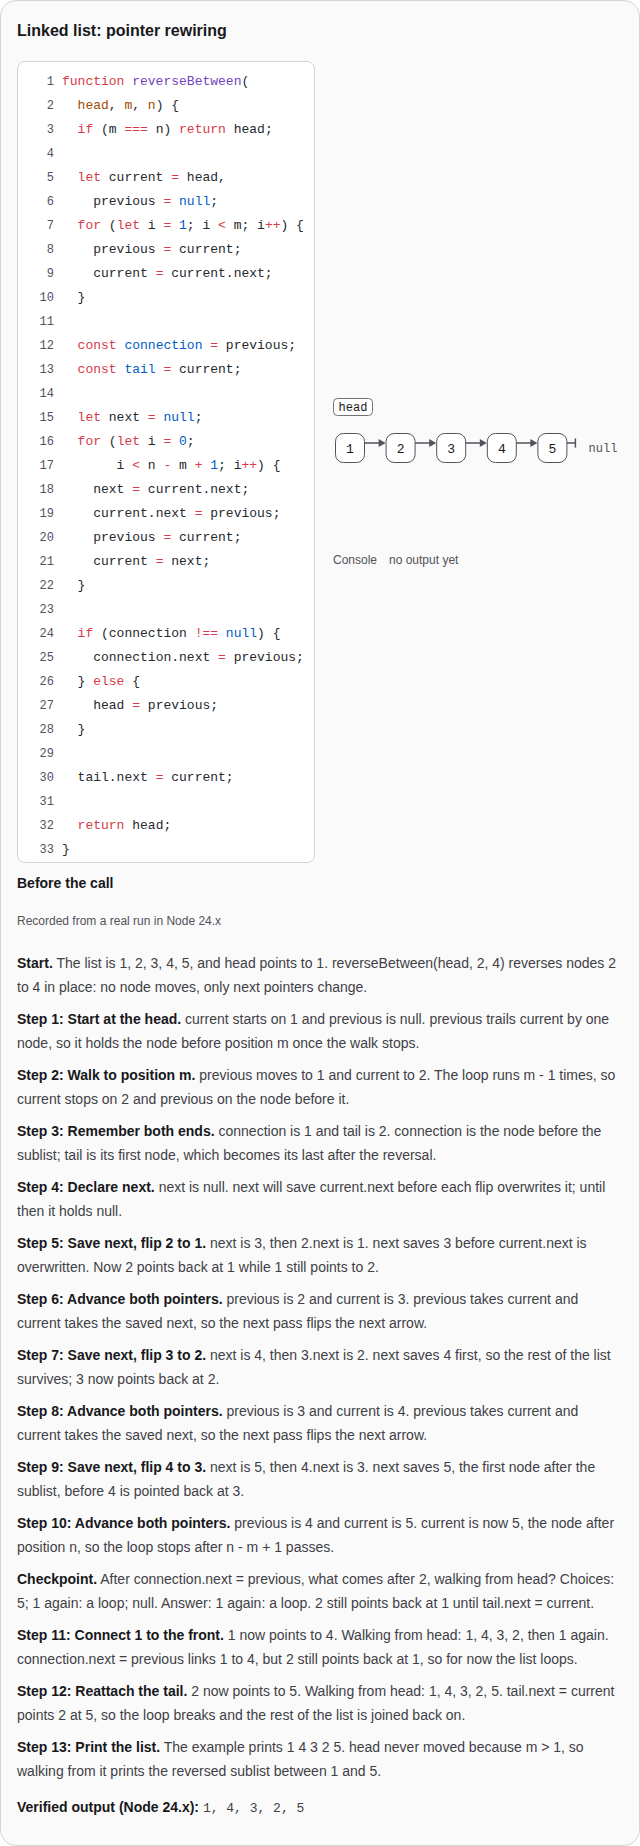 Linked list: pointer rewiring
1 function reverseBetween(
2   head, m, n) {
3   if (m === n) return head;
4
5   let current = head,
6     previous = null;
7   for (let i = 1; i < m; i++) {
8     previous = current;
9     current = current.next;
10   }
11
12   const connection = previous;
13   const tail = current;
14
15   let next = null;
16   for (let i = 0;
17        i < n - m + 1; i++) {
18     next = current.next;
19     current.next = previous;
20     previous = current;
21     current = next;
22   }
23
24   if (connection !== null) {
25     connection.next = previous;
26   } else {
27     head = previous;
28   }
29
30   tail.next = current;
31
32   return head;
33 }
head
1 2 3 4 5 null
Console no output yet
Before the call
Recorded from a real run in Node 24.x
Start. The list is 1, 2, 3, 4, 5, and head points to 1. reverseBetween(head, 2, 4) reverses nodes 2
to 4 in place: no node moves, only next pointers change.
Step 1: Start at the head. current starts on 1 and previous is null. previous trails current by one
node, so it holds the node before position m once the walk stops.
Step 2: Walk to position m. previous moves to 1 and current to 2. The loop runs m - 1 times, so
current stops on 2 and previous on the node before it.
Step 3: Remember both ends. connection is 1 and tail is 2. connection is the node before the
sublist; tail is its first node, which becomes its last after the reversal.
Step 4: Declare next. next is null. next will save current.next before each flip overwrites it; until
then it holds null.
Step 5: Save next, flip 2 to 1. next is 3, then 2.next is 1. next saves 3 before current.next is
overwritten. Now 2 points back at 1 while 1 still points to 2.
Step 6: Advance both pointers. previous is 2 and current is 3. previous takes current and
current takes the saved next, so the next pass flips the next arrow.
Step 7: Save next, flip 3 to 2. next is 4, then 3.next is 2. next saves 4 first, so the rest of the list
survives; 3 now points back at 2.
Step 8: Advance both pointers. previous is 3 and current is 4. previous takes current and
current takes the saved next, so the next pass flips the next arrow.
Step 9: Save next, flip 4 to 3. next is 5, then 4.next is 3. next saves 5, the first node after the
sublist, before 4 is pointed back at 3.
Step 10: Advance both pointers. previous is 4 and current is 5. current is now 5, the node after
position n, so the loop stops after n - m + 1 passes.
Checkpoint. After connection.next = previous, what comes after 2, walking from head? Choices:
5; 1 again: a loop; null. Answer: 1 again: a loop. 2 still points back at 1 until tail.next = current.
Step 11: Connect 1 to the front. 1 now points to 4. Walking from head: 1, 4, 3, 2, then 1 again.
connection.next = previous links 1 to 4, but 2 still points back at 1, so for now the list loops.
Step 12: Reattach the tail. 2 now points to 5. Walking from head: 1, 4, 3, 2, 5. tail.next = current
points 2 at 5, so the loop breaks and the rest of the list is joined back on.
Step 13: Print the list. The example prints 1 4 3 2 5. head never moved because m > 1, so
walking from it prints the reversed sublist between 1 and 5.
Verified output (Node 24.x): 1, 4, 3, 2, 5